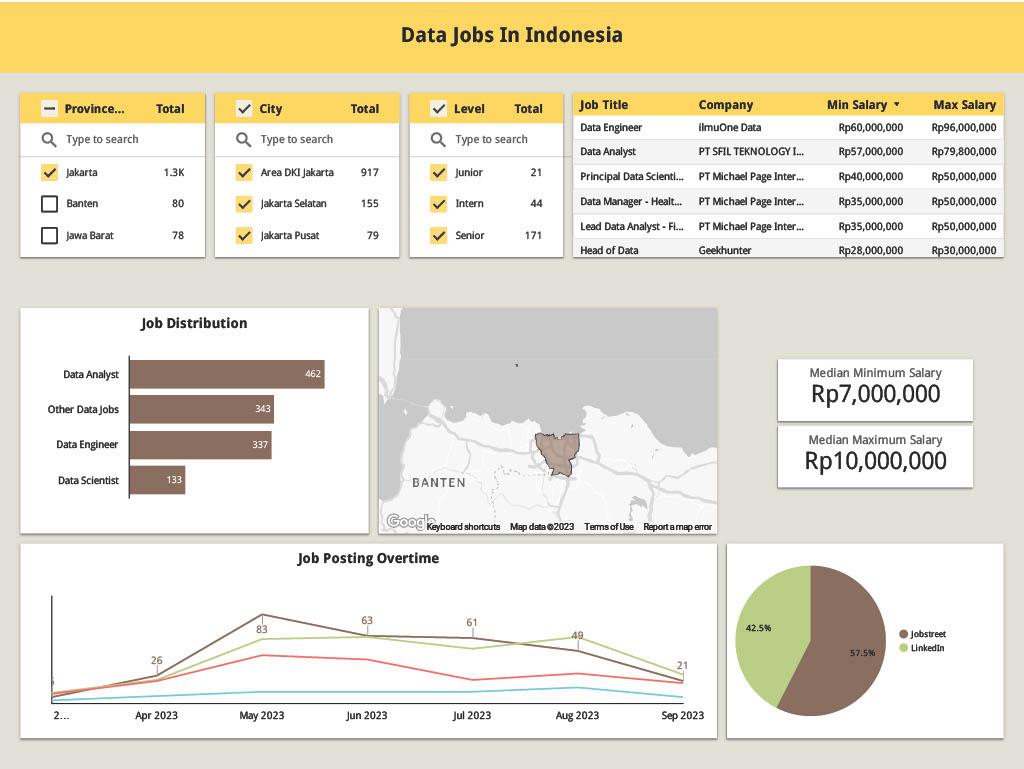 Data Jobs In Indonesia
Province... Total
Type to search
Jakarta 1.3K
Banten 80
Jawa Barat 78
City Total
Type to search
Area DKI Jakarta 917
Jakarta Selatan 155
Jakarta Pusat 79
Level Total
Type to search
Junior 21
Intern 44
Senior 171
Job Title Company Min Salary Max Salary
Data Engineer ilmuOne Data Rp60,000,000 Rp96,000,000
Data Analyst PT SFIL TEKNOLOGY I... Rp57,000,000 Rp79,800,000
Principal Data Scienti... PT Michael Page Inter... Rp40,000,000 Rp50,000,000
Data Manager - Healt... PT Michael Page Inter... Rp35,000,000 Rp50,000,000
Lead Data Analyst - Fi... PT Michael Page Inter... Rp35,000,000 Rp50,000,000
Head of Data Geekhunter Rp28,000,000 Rp30,000,000
Job Distribution
Data Analyst 462
Other Data Jobs 343
Data Engineer 337
Data Scientist 133
BANTEN
Google
Keyboard shortcuts Map data ©2023 Terms of Use Report a map error
Median Minimum Salary
Rp7,000,000
Median Maximum Salary
Rp10,000,000
Job Posting Overtime
26 83 63 61 49 21
2... Apr 2023 May 2023 Jun 2023 Jul 2023 Aug 2023 Sep 2023
42.5%
57.5%
Jobstreet
LinkedIn